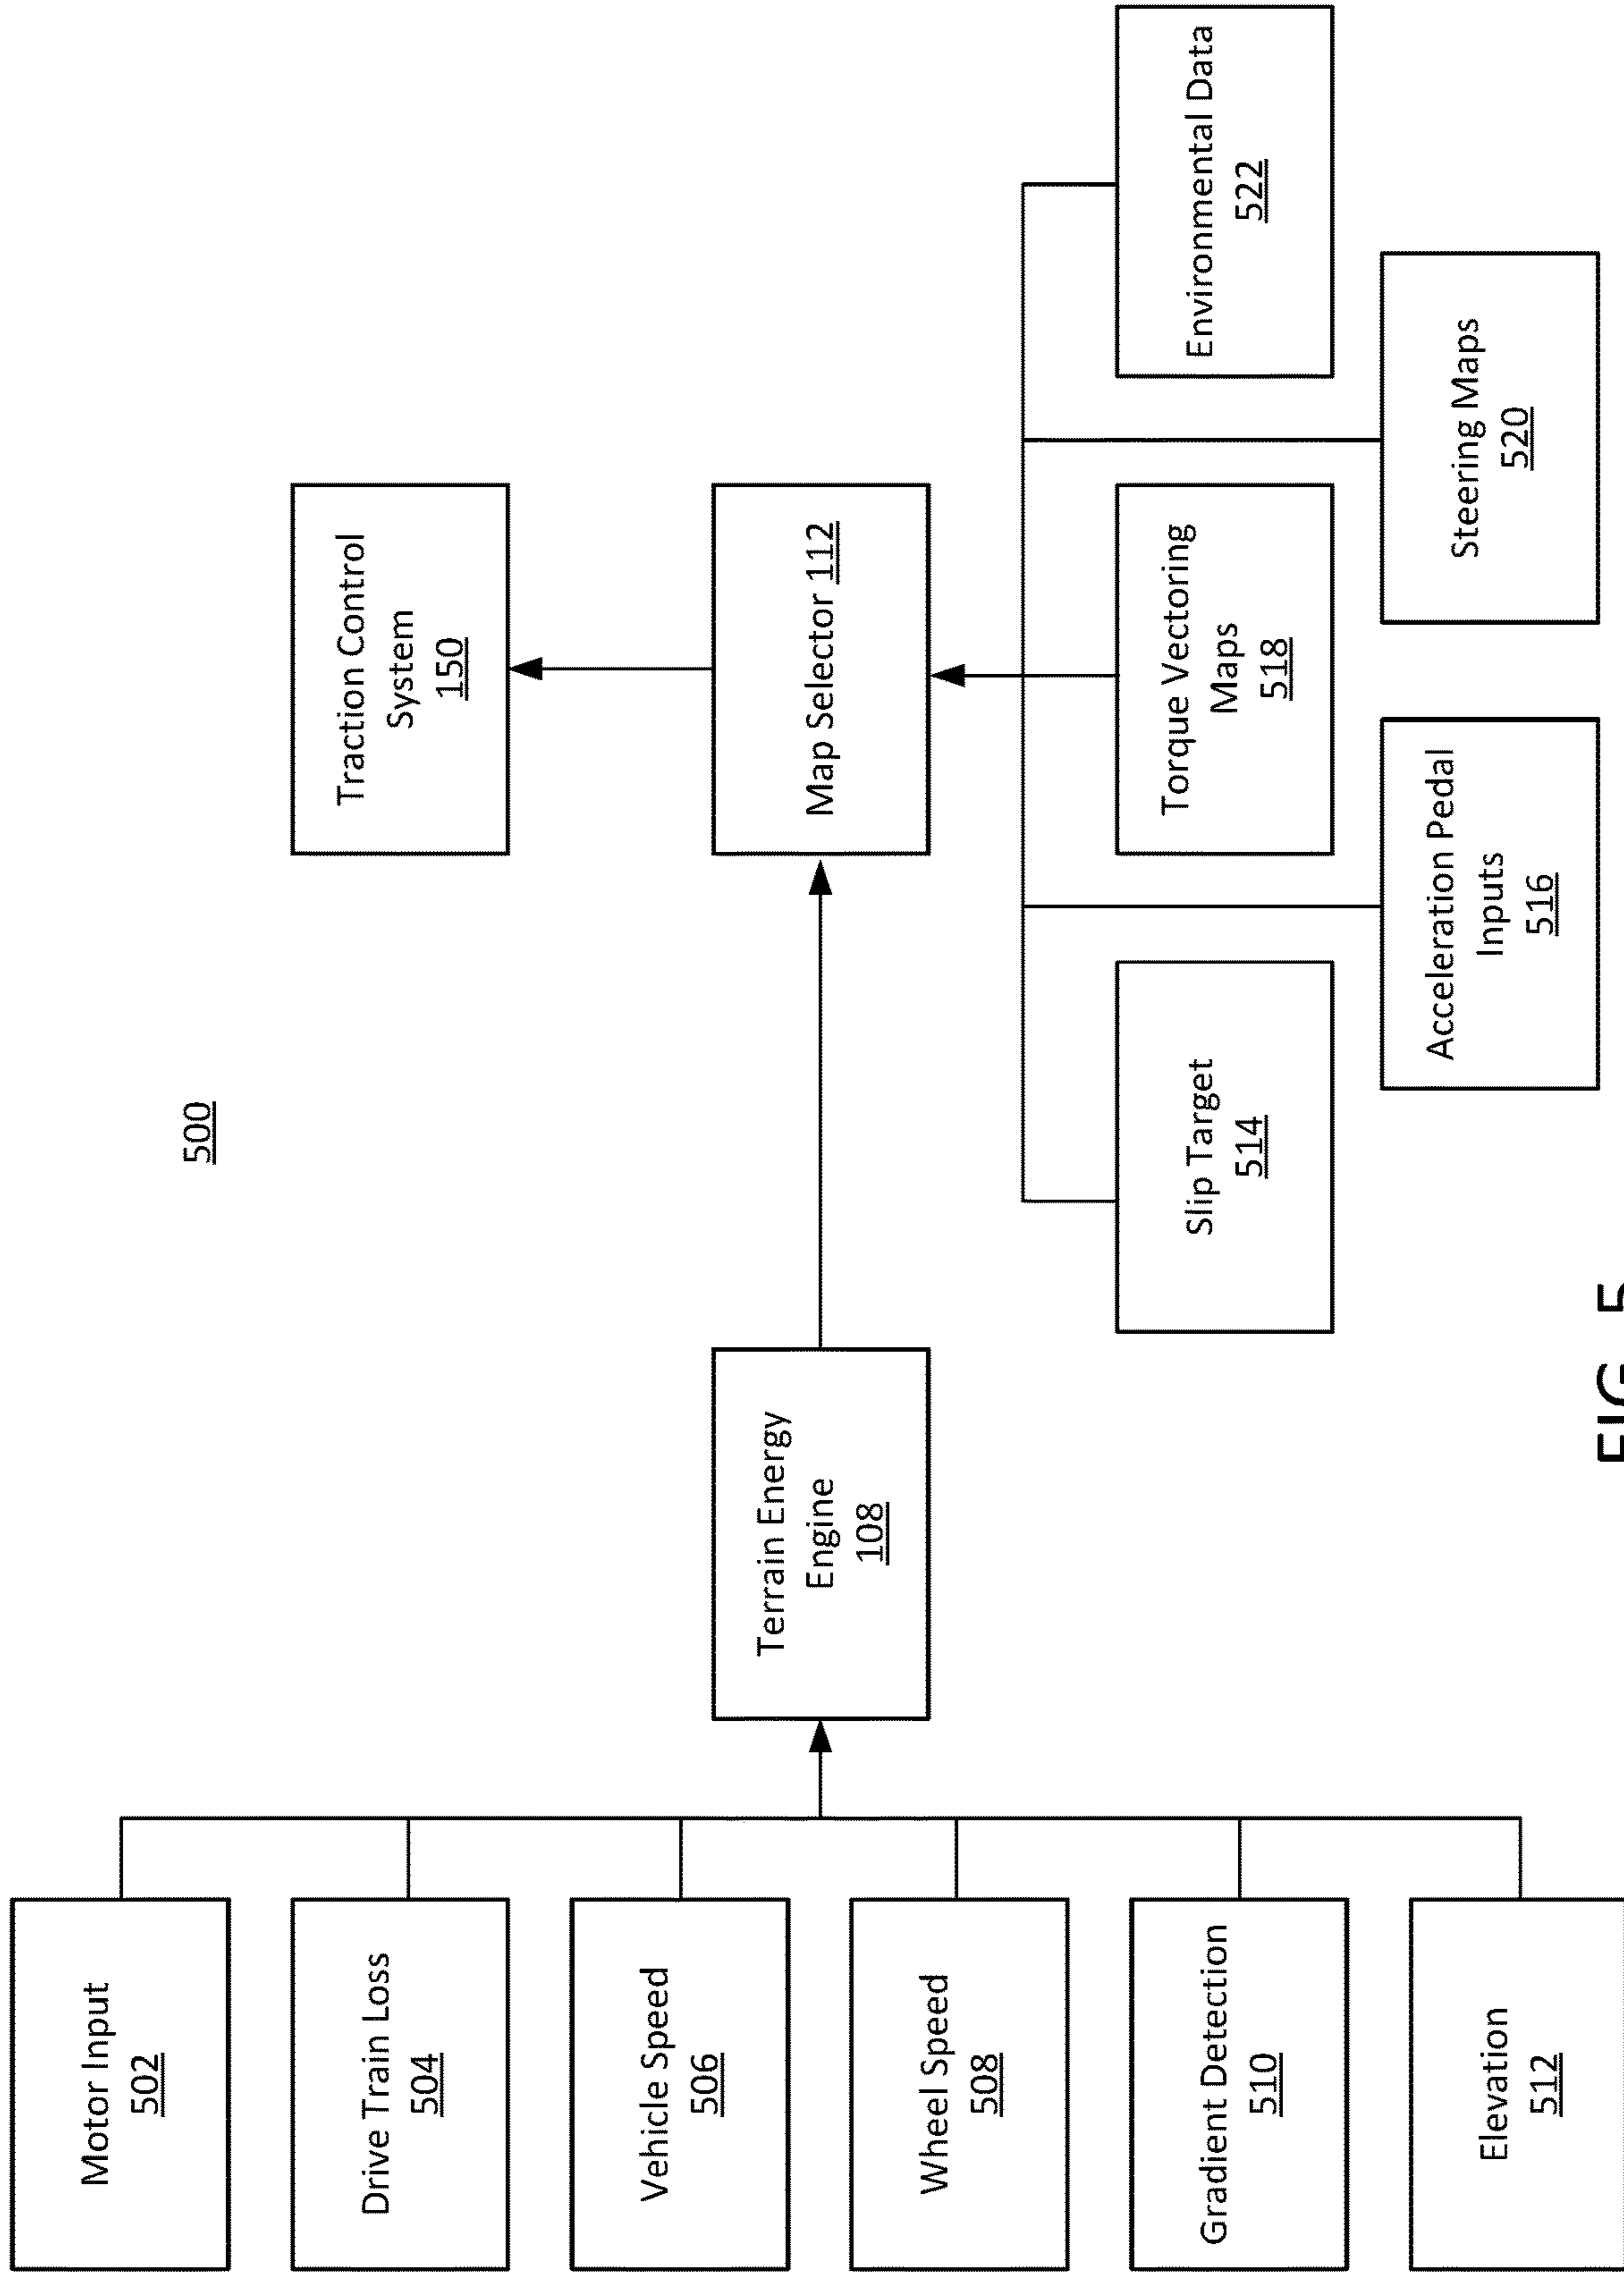 500
Motor Input
502
Drive Train Loss
504
Vehicle Speed
506
Wheel Speed
508
Gradient Detection
510
Elevation
512
Terrain Energy
Engine
108
Traction Control
System
150
Map Selector 112
Slip Target
514
Acceleration Pedal
Inputs
516
Torque Vectoring
Maps
518
Steering Maps
520
Environmental Data
522
FIG. 5